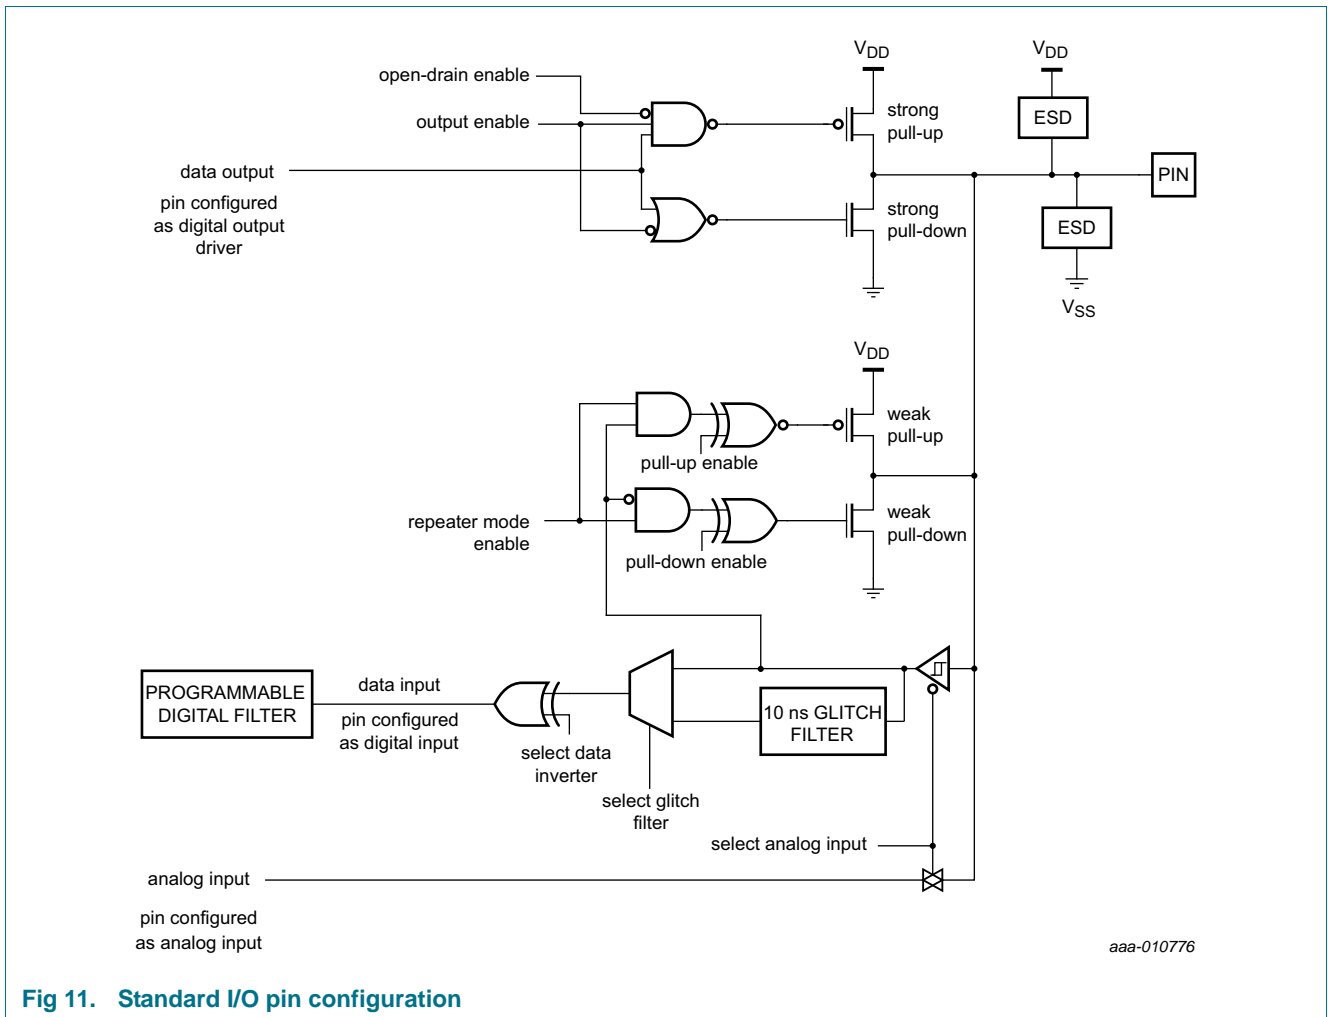 VDD
VDD
open-drain enable
strong
pull-up
ESD
output enable
data output
PIN
pin configured
as digital output
driver
strong
pull-down
ESD
VSS
VDD
weak
pull-up
pull-up enable
repeater mode
enable
weak
pull-down
pull-down enable
PROGRAMMABLE
DIGITAL FILTER
data input
pin configured
as digital input
10 ns GLITCH
FILTER
select data
inverter
select glitch
filter
select analog input
analog input
pin configured
as analog input
aaa-010776
Fig 11. Standard I/O pin configuration